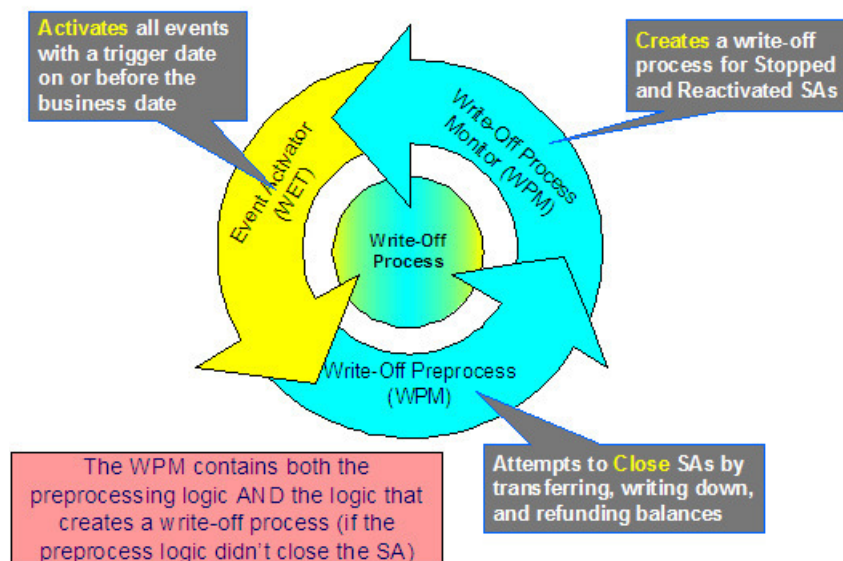 Activates all events
with a trigger date
on or before the
business date
Creates a write-off
process for Stopped
and Reactivated SAs
Write-Off Process
Monitor (WPM)
Event Activator
(WET)
Write-Off
Process
Write-Off Preprocess
(WPM)
Attempts to Close SAs by
transferring, writing down,
and refunding balances
The WPM contains both the
preprocessing logic AND the logic that
creates a write-off process (if the
preprocess logic didn't close the SA)